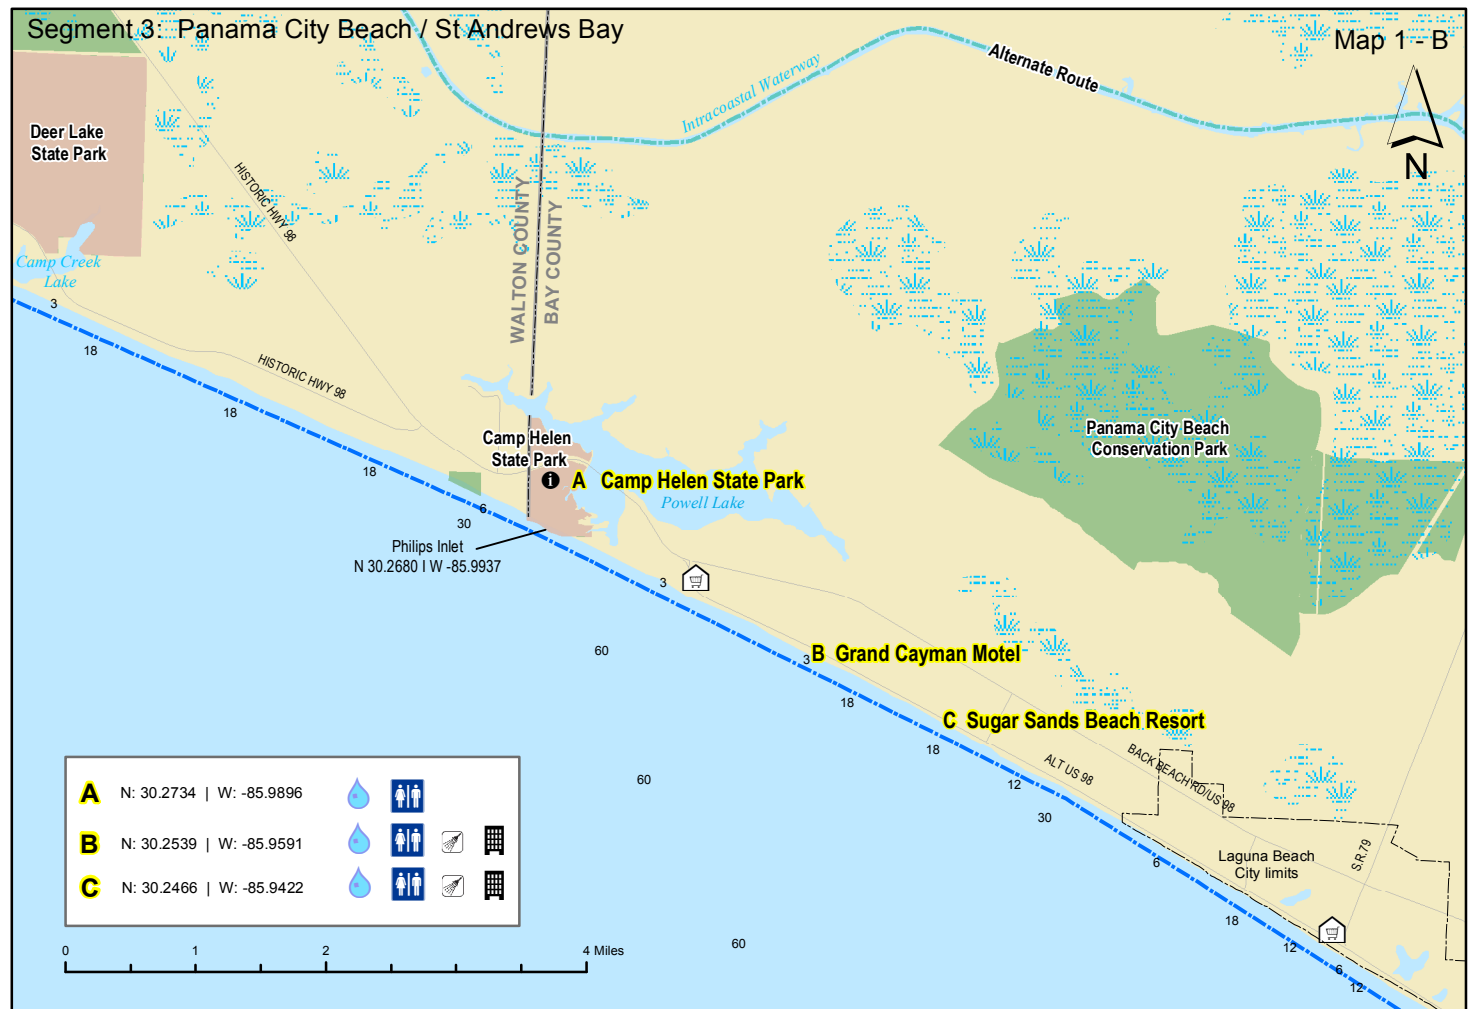 Segment 3: Panama City Beach / St Andrews Bay
Map 1 - B
Alternate Route
Intracoastal Waterway
N
Deer Lake
State Park
HISTORIC HWY 98
WALTON COUNTY
BAY COUNTY
Camp Creek
Lake
3
18
HISTORIC HWY 98
18
18
Camp Helen
State Park
i
A Camp Helen State Park
Powell Lake
Panama City Beach
Conservation Park
6
30
Philips Inlet
N 30.2680 I W -85.9937
3
60
3
B Grand Cayman Motel
18
C Sugar Sands Beach Resort
18
ALT US 98
BACK BEACH RD/US 98
12
60
30
A N: 30.2734 | W: -85.9896
B N: 30.2539 | W: -85.9591
C N: 30.2466 | W: -85.9422
6
Laguna Beach
City limits
S.R.79
18
12
6
12
60
0 1 2 4 Miles